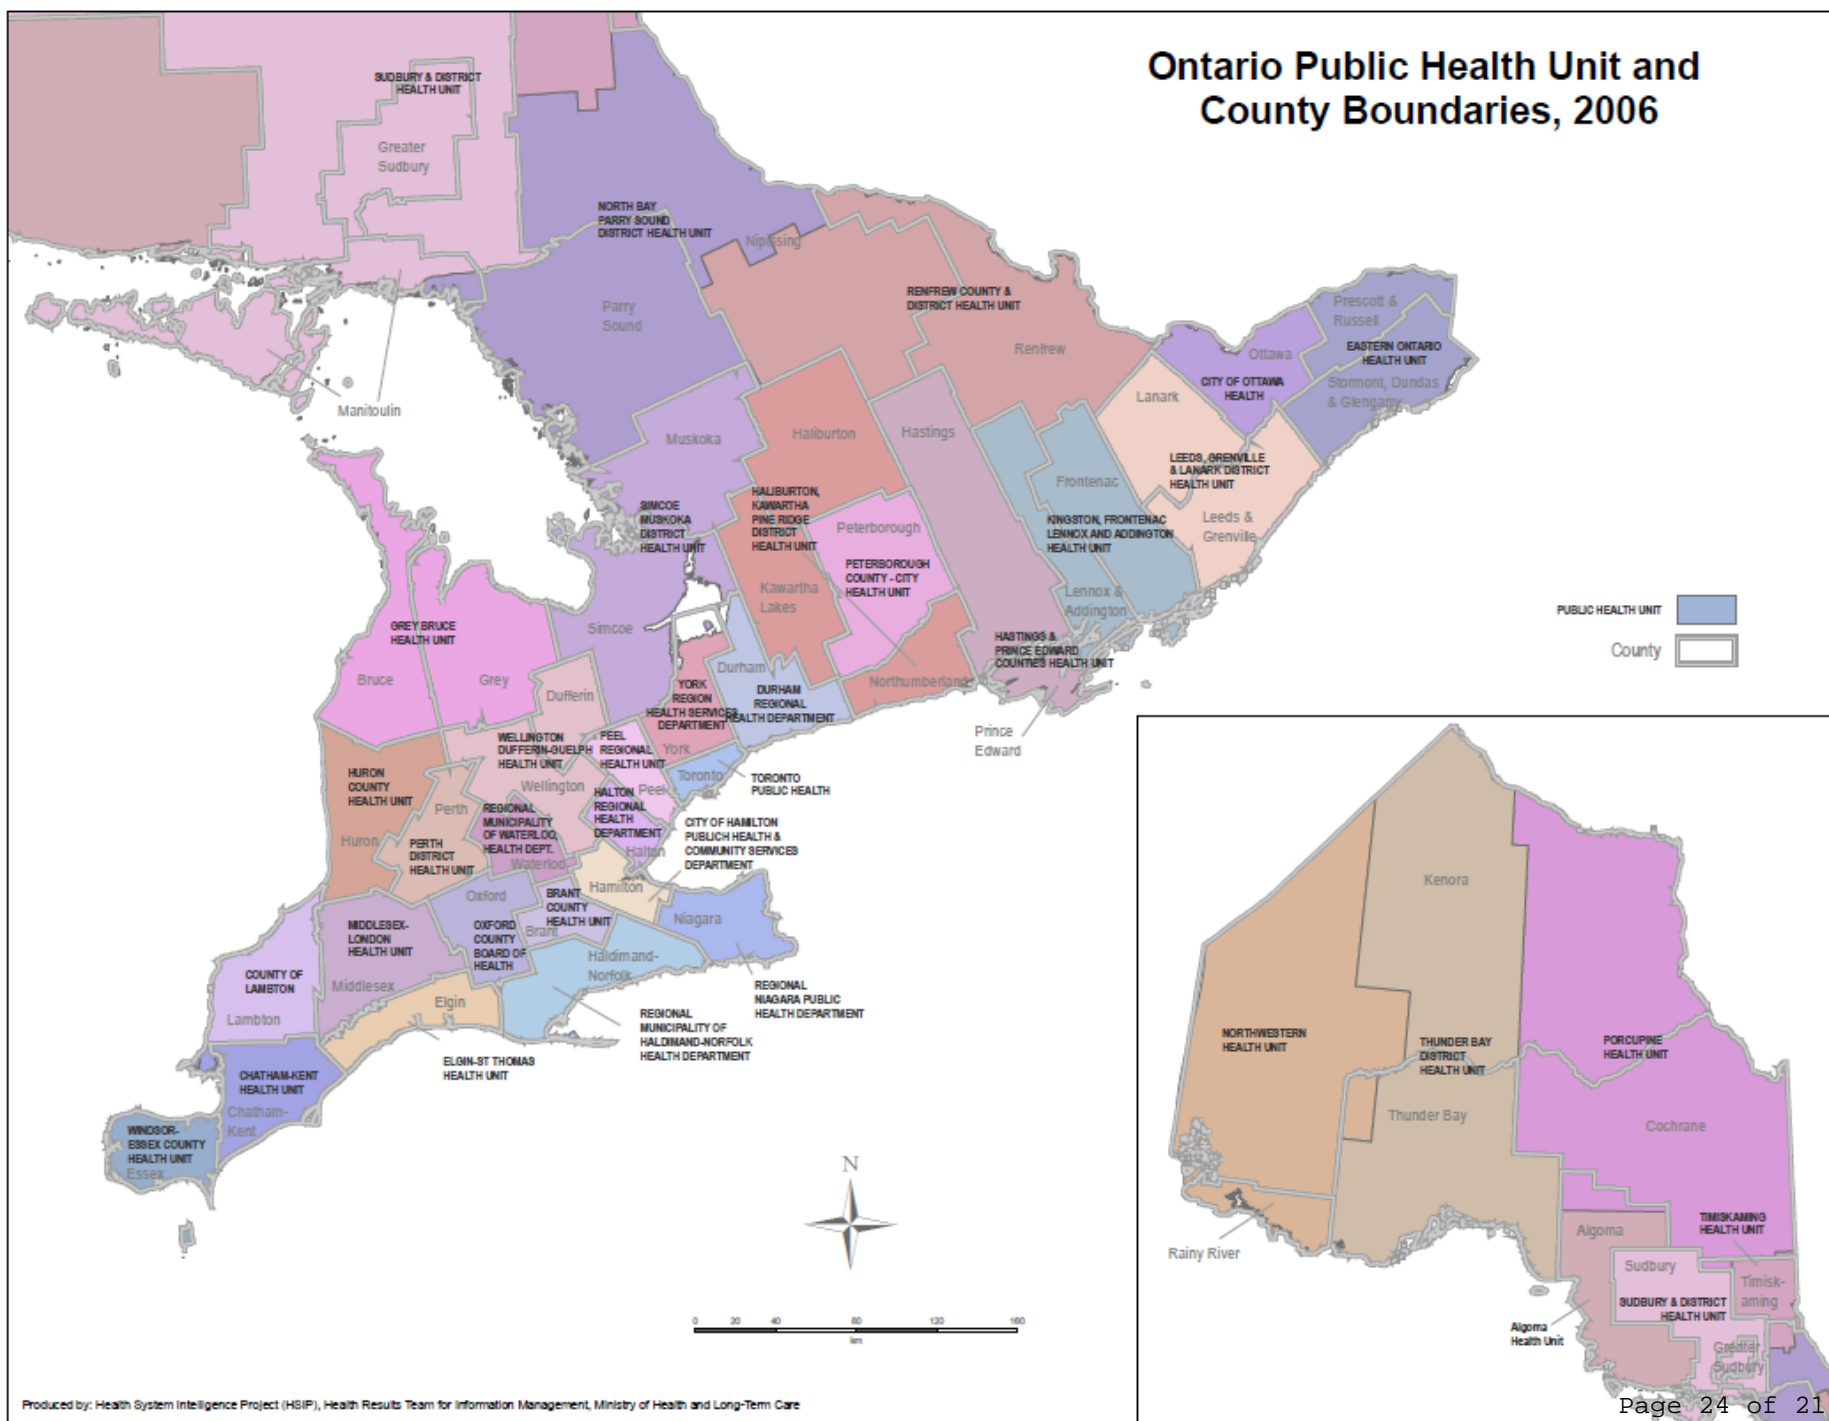 Ontario Public Health Unit and
County Boundaries, 2006
SUDBURY & DISTRICT
HEALTH UNIT
Greater
Sudbury
NORTH BAY
PARRY SOUND
DISTRICT HEALTH UNIT
Nipissing
Parry
Sound
RENFREW COUNTY &
DISTRICT HEALTH UNIT
Renfrew
Prescott &
Russell
EASTERN ONTARIO
HEALTH UNIT
Stormont, Dundas
& Glengarry
Ottawa
CITY OF OTTAWA
HEALTH
Lanark
LEEDS, GRENVILLE
& LANARK DISTRICT
HEALTH UNIT
Leeds &
Grenville
Manitoulin
Muskoka
Haliburton
Hastings
Frontenac
SIMCOE
MUSKOKA
DISTRICT
HEALTH UNIT
HALIBURTON,
KAWARTHA
PINE RIDGE
DISTRICT
HEALTH UNIT
Peterborough
PETERBOROUGH
COUNTY - CITY
HEALTH UNIT
KINGSTON, FRONTENAC
LENNOX AND ADDINGTON
HEALTH UNIT
Kawartha
Lakes
Lennox &
Addington
HASTINGS &
PRINCE EDWARD
COUNTIES HEALTH UNIT
Simcoe
GREY BRUCE
HEALTH UNIT
Bruce
Grey
Dufferin
Durham
YORK
REGION
HEALTH SERVICES
DEPARTMENT
DURHAM
REGIONAL
HEALTH DEPARTMENT
Northumberland
Prince
Edward
PUBLIC HEALTH UNIT
County
WELLINGTON
DUFFERIN-GUELPH
HEALTH UNIT
PEEL
REGIONAL
HEALTH UNIT
York
Toronto
TORONTO
PUBLIC HEALTH
HURON
COUNTY
HEALTH UNIT
Huron
Perth
PERTH
DISTRICT
HEALTH UNIT
Wellington
REGIONAL
MUNICIPALITY
OF WATERLOO,
HEALTH DEPT.
Waterloo
HALTON
REGIONAL
HEALTH
DEPARTMENT
Peel
Halton
CITY OF HAMILTON
PUBLICH HEALTH &
COMMUNITY SERVICES
DEPARTMENT
Hamilton
Oxford
BRANT
COUNTY
HEALTH UNIT
Brant
OXFORD
COUNTY
BOARD OF
HEALTH
Niagara
MIDDLESEX-
LONDON
HEALTH UNIT
Middlesex
Haldimand-
Norfolk
COUNTY OF
LAMBTON
Lambton
Elgin
REGIONAL
NIAGARA PUBLIC
HEALTH DEPARTMENT
REGIONAL
MUNICIPALITY OF
HALDIMAND-NORFOLK
HEALTH DEPARTMENT
ELGIN-ST THOMAS
HEALTH UNIT
CHATHAM-KENT
HEALTH UNIT
Chatham-
Kent
WINDSOR-
ESSEX COUNTY
HEALTH UNIT
Essex
N
0 20 40 80 120 160
km
Kenora
NORTHWESTERN
HEALTH UNIT
THUNDER BAY
DISTRICT
HEALTH UNIT
Thunder Bay
PORCUPINE
HEALTH UNIT
Cochrane
Rainy River
TIMISKAMING
HEALTH UNIT
Algoma
Sudbury
Timisk-
aming
SUDBURY & DISTRICT
HEALTH UNIT
Algoma
Health Unit
Greater
Sudbury
Produced by: Health System Intelligence Project (HSIP), Health Results Team for Information Management, Ministry of Health and Long-Term Care
Page 24 of 21